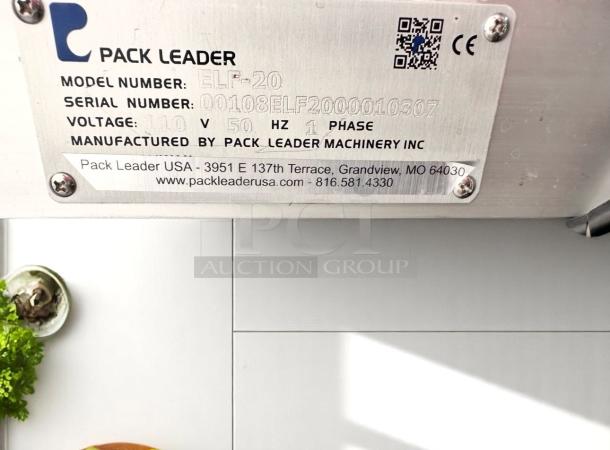 PACK LEADER
CE
MODEL NUMBER: ELF-20
SERIAL NUMBER: 00108ELF2000010307
VOLTAGE: 110 V 50 HZ 1 PHASE
MANUFACTURED BY PACK LEADER MACHINERY INC
Pack Leader USA - 3951 E 137th Terrace, Grandview, MO 64030
www.packleaderusa.com - 816.581.4330
PCI
AUCTION GROUP